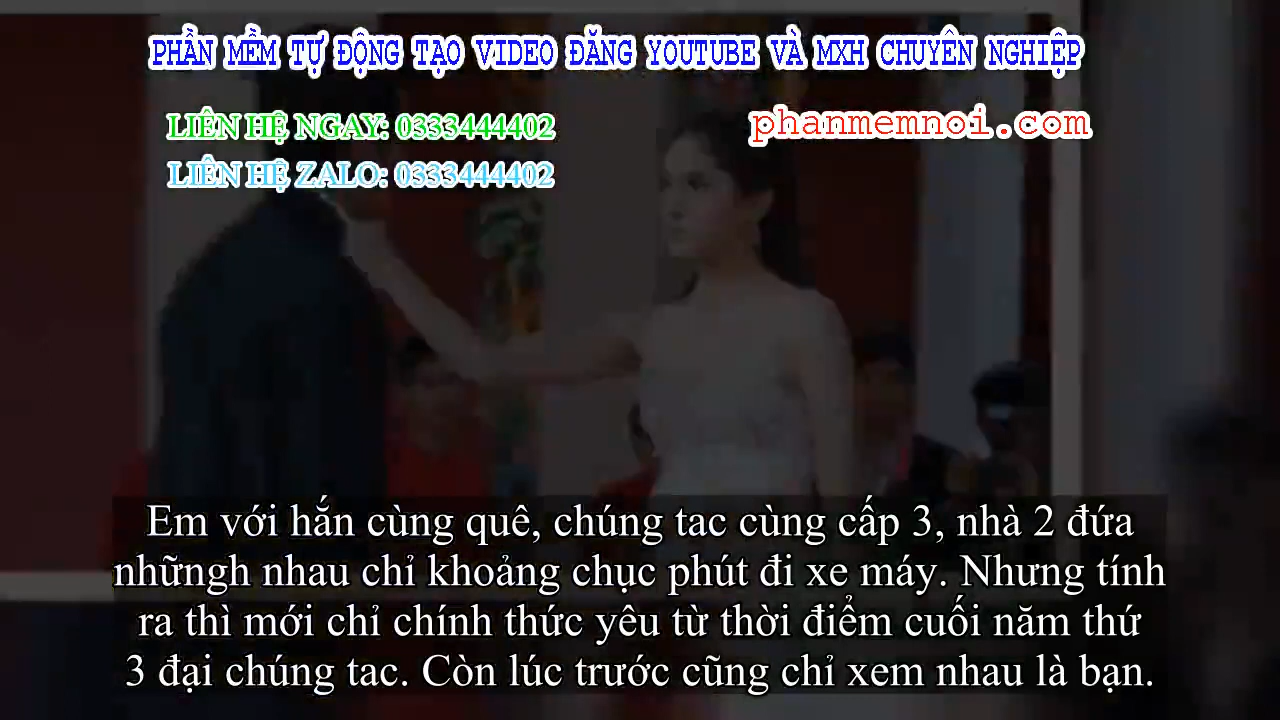 PHẦN MỀM TỰ ĐỘNG TẠO VIDEO ĐĂNG YOUTUBE VÀ MXH CHUYÊN NGHIỆP
LIÊN HỆ NGAY: 0333444402
phanmemnoi.com
LIÊN HỆ ZALO: 0333444402
Em với hắn cùng quê, chúng tac cùng cấp 3, nhà 2 đứa
nhữngh nhau chỉ khoảng chục phút đi xe máy. Nhưng tính
ra thì mới chỉ chính thức yêu từ thời điểm cuối năm thứ
3 đại chúng tac. Còn lúc trước cũng chỉ xem nhau là bạn.